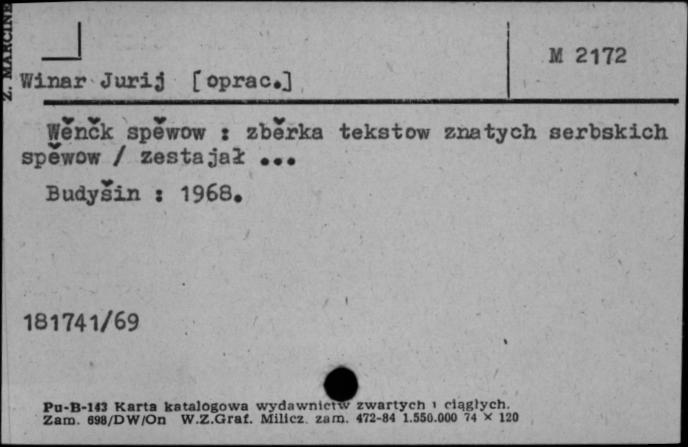 Z. MARCINE
M 2172
Winar Jurij [oprac.]
Wěnčk spěwow : zběrka tekstow znatych serbskich
spěwow / zestajał ...
Budyšin : 1968.
181741/69
Pu-B-143 Karta katalogowa wydawnictw zwartych i ciągłych.
Zam. 698/DW/On W.Z.Graf. Milicz. zam. 472-84 1.550.000 74 × 120